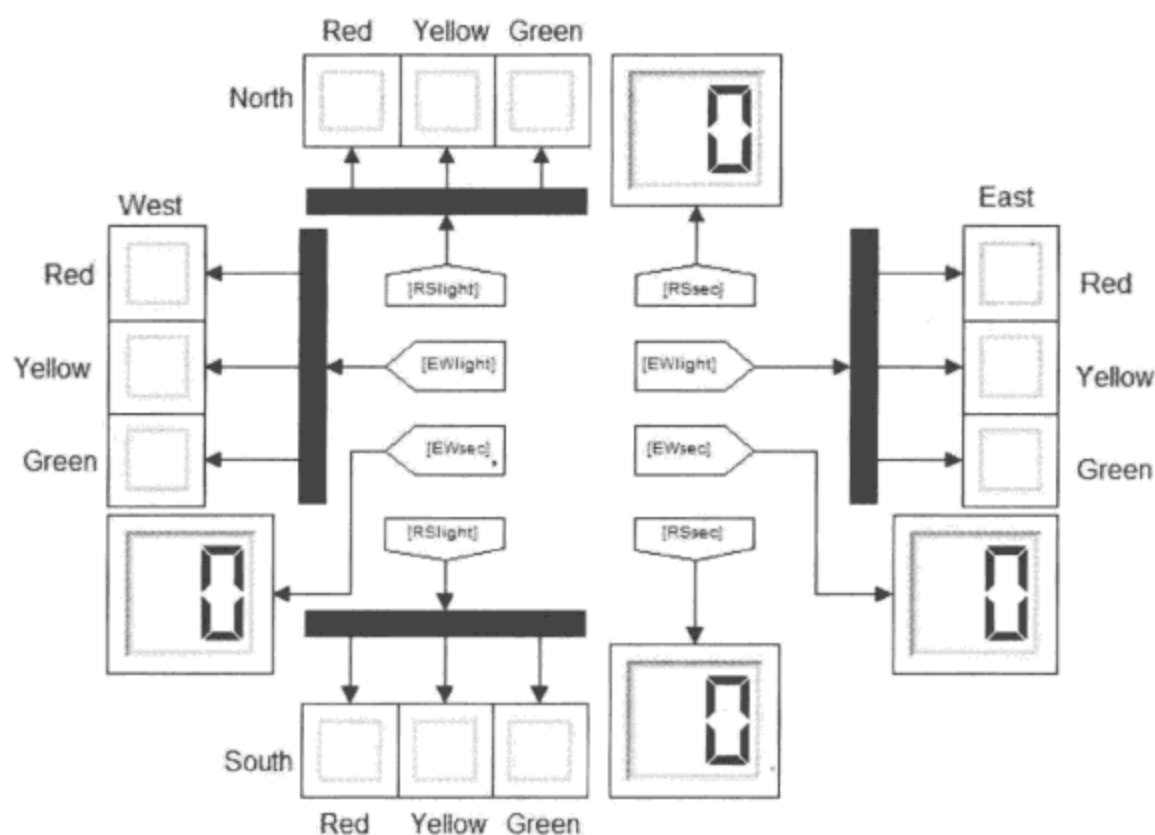 Red Yellow Green
North
0
West
East
[RSlight]
[RSsec]
Red
Red
Yellow
[EWlight]
[EWlight]
Yellow
Green
[EWsec]
[EWsec]
Green
[RSlight]
[RSsec]
0
0
0
South
Red Yellow Green